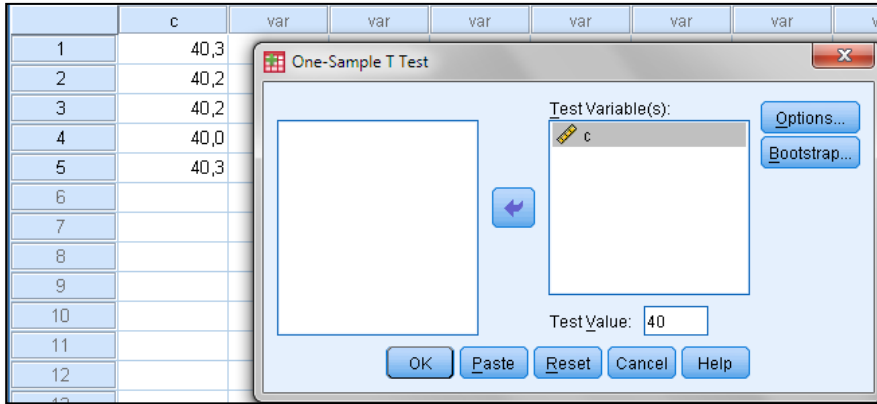 c var var var var var var
1 40,3
2 40,2
3 40,2
4 40,0
5 40,3
6
7
8
9
10
11
12
One-Sample T Test
Test Variable(s):
c
Options...
Bootstrap...
Test Value: 40
OK Paste Reset Cancel Help